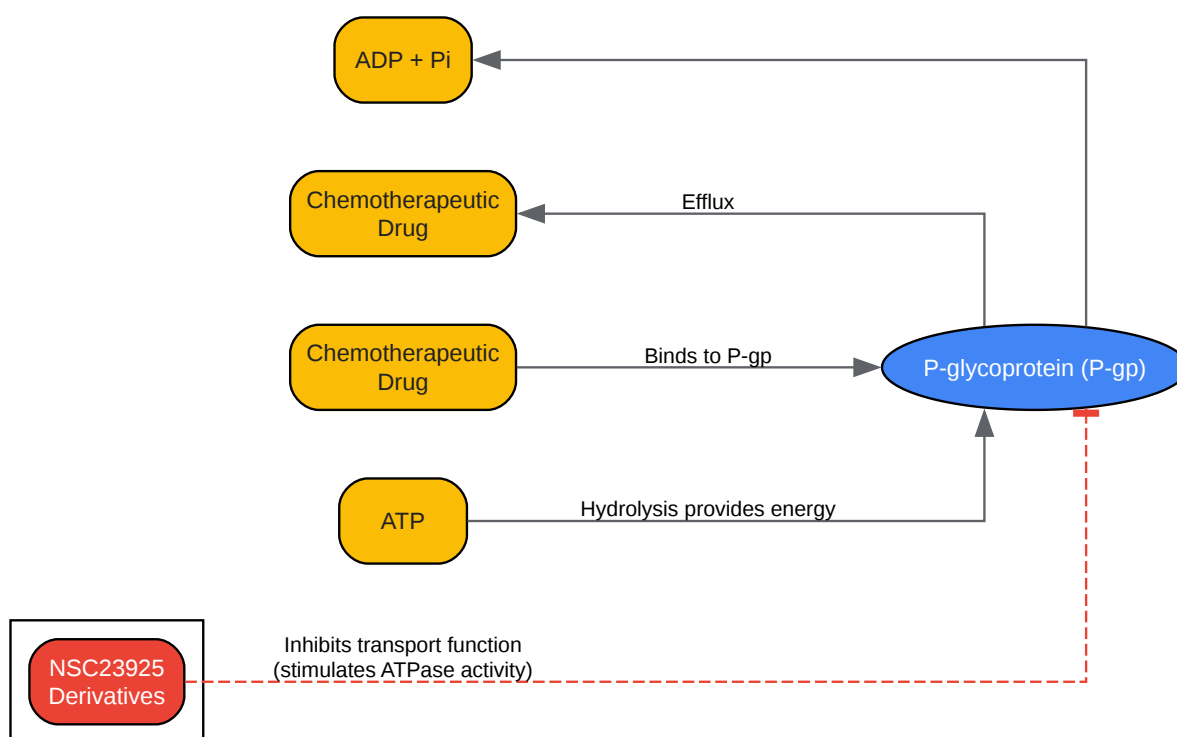 ADP + Pi
Chemotherapeutic
Drug
Efflux
Chemotherapeutic
Drug
Binds to P-gp
P-glycoprotein (P-gp)
ATP
Hydrolysis provides energy
NSC23925
Derivatives
Inhibits transport function
(stimulates ATPase activity)